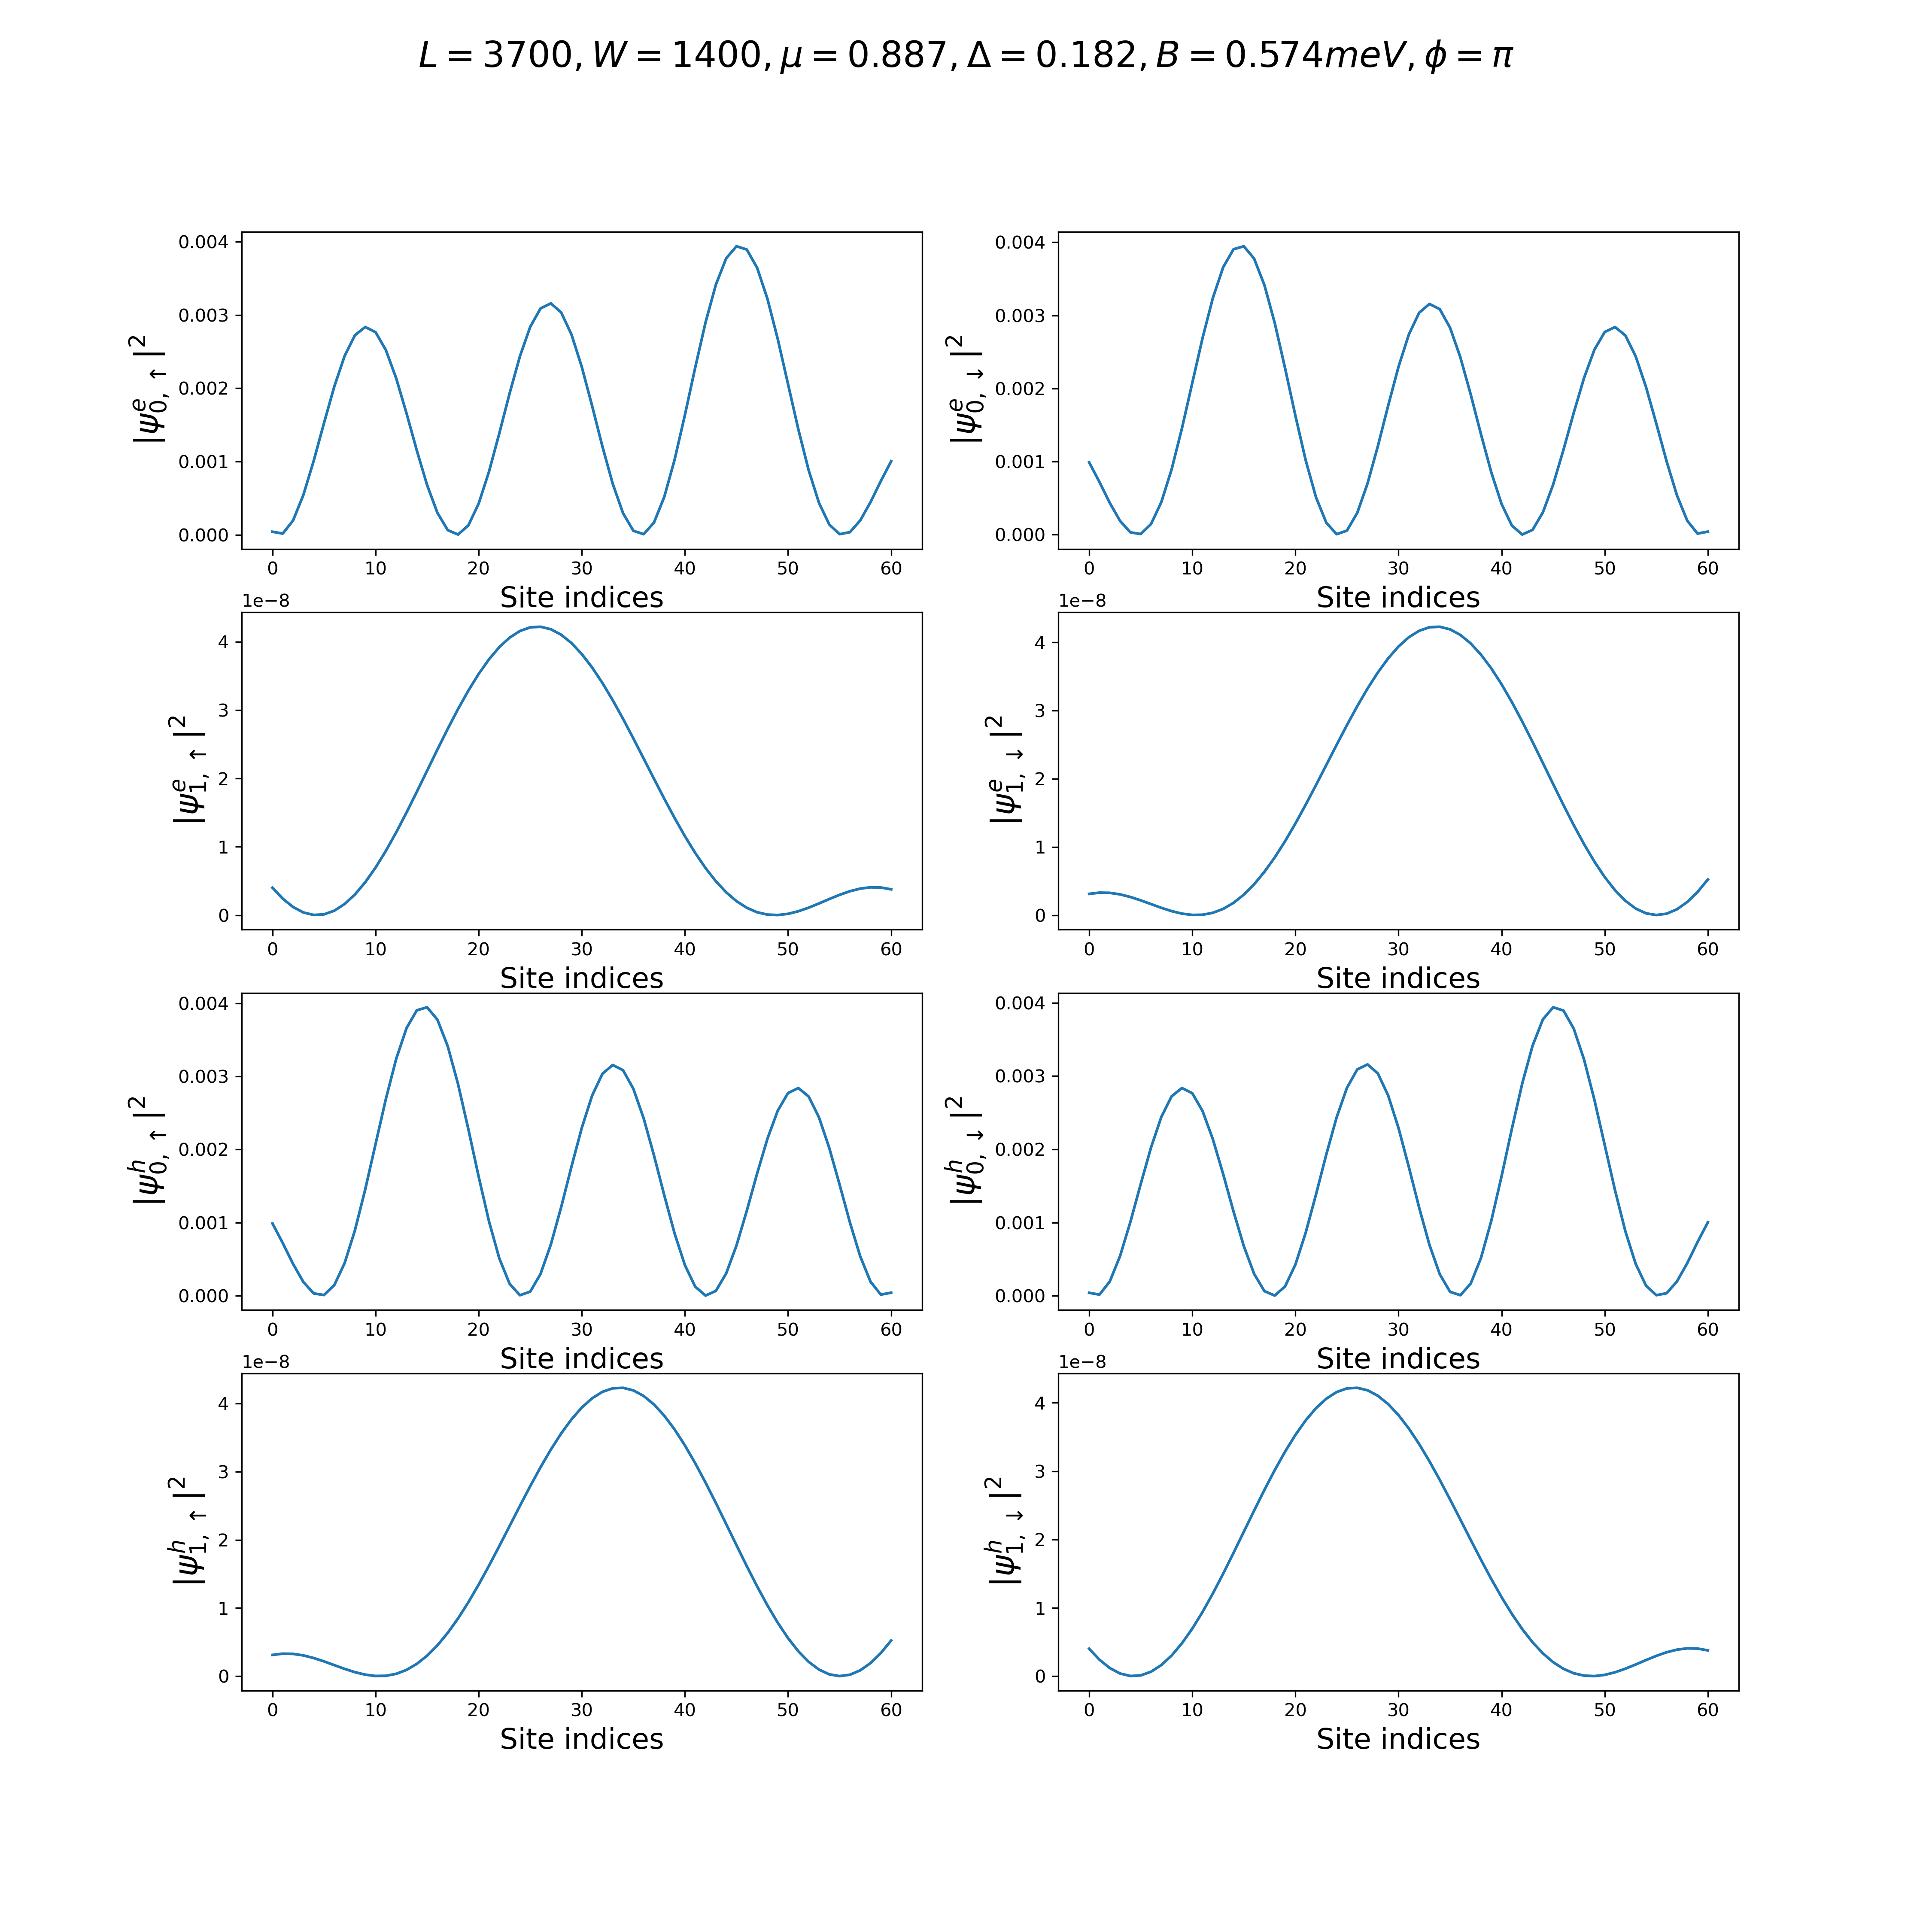 L = 3700, W = 1400, μ = 0.887, Δ = 0.182, B = 0.574meV, ϕ = π
|ψ^e_{0,↑}|^2
0.004
0.003
0.002
0.001
0.000
0 10 20 30 40 50 60
Site indices
|ψ^e_{0,↓}|^2
0.004
0.003
0.002
0.001
0.000
0 10 20 30 40 50 60
Site indices
1e−8
|ψ^e_{1,↑}|^2
4
3
2
1
0
0 10 20 30 40 50 60
Site indices
1e−8
|ψ^e_{1,↓}|^2
4
3
2
1
0
0 10 20 30 40 50 60
Site indices
|ψ^h_{0,↑}|^2
0.004
0.003
0.002
0.001
0.000
0 10 20 30 40 50 60
Site indices
|ψ^h_{0,↓}|^2
0.004
0.003
0.002
0.001
0.000
0 10 20 30 40 50 60
Site indices
1e−8
|ψ^h_{1,↑}|^2
4
3
2
1
0
0 10 20 30 40 50 60
Site indices
1e−8
|ψ^h_{1,↓}|^2
4
3
2
1
0
0 10 20 30 40 50 60
Site indices